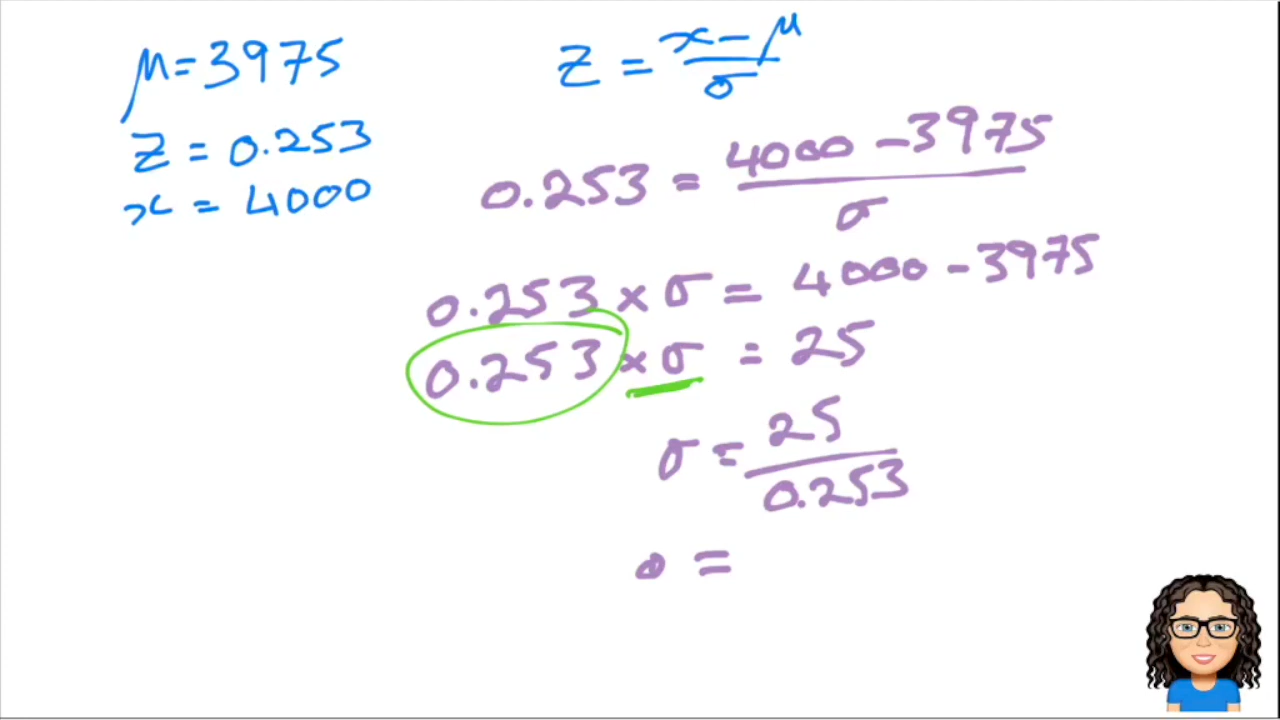 μ = 3975
z = 0.253
x = 4000
z = x - μ / σ
0.253 = 4000 - 3975 / σ
0.253 × σ = 4000 - 3975
0.253 × σ = 25
σ = 25 / 0.253
σ =